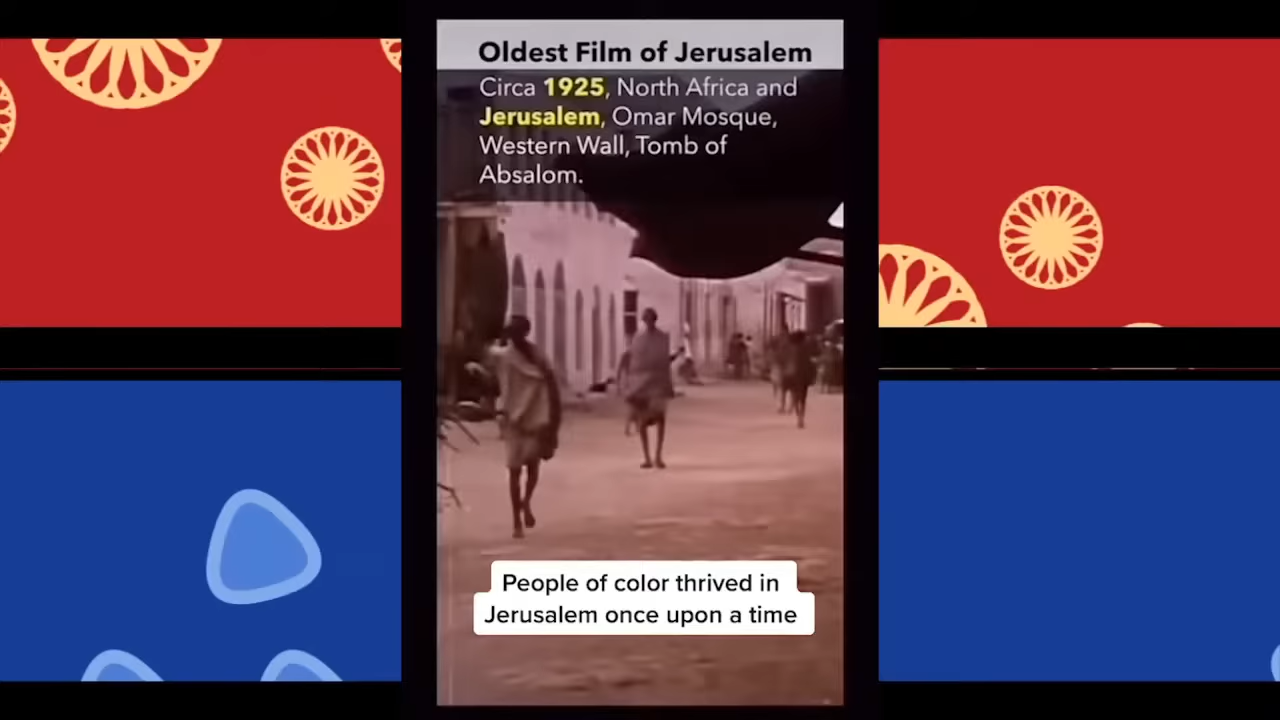 Oldest Film of Jerusalem
Circa 1925, North Africa and
Jerusalem, Omar Mosque,
Western Wall, Tomb of
Absalom.
People of color thrived in
Jerusalem once upon a time